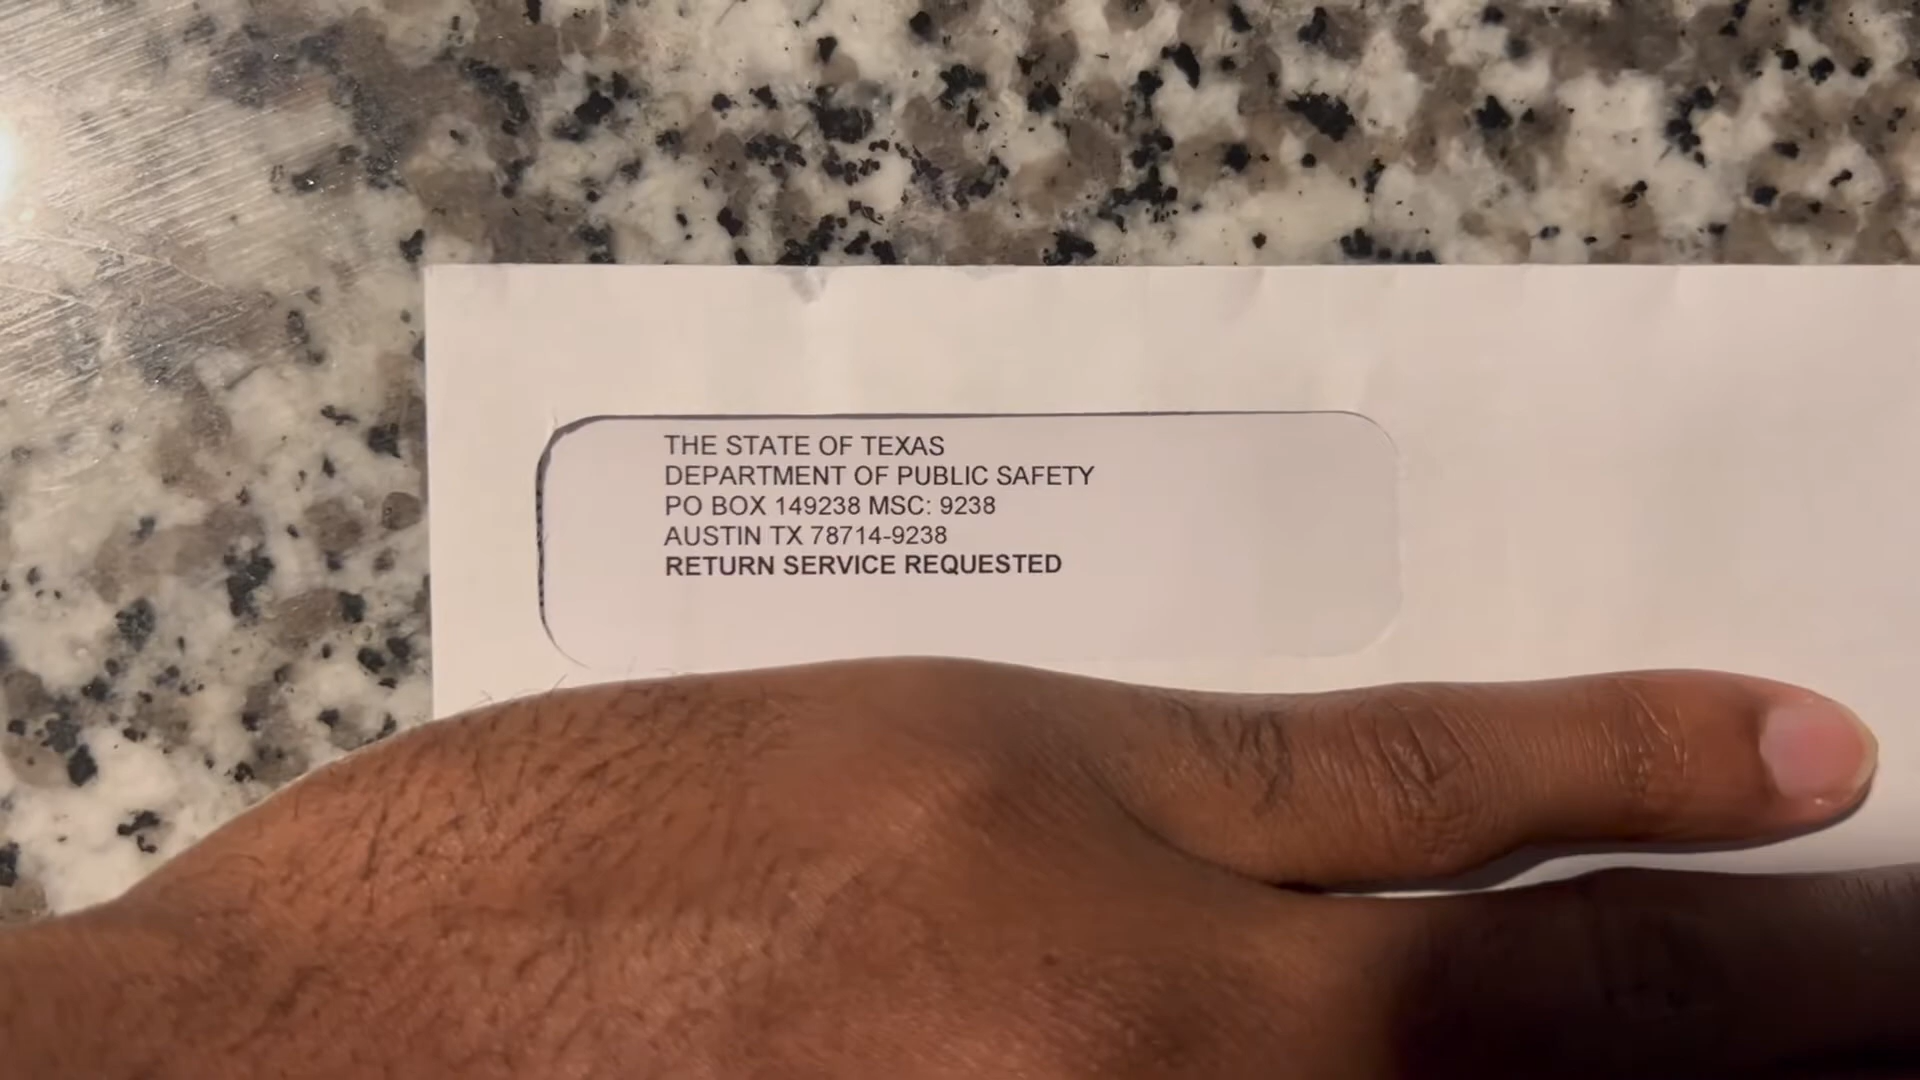 THE STATE OF TEXAS
DEPARTMENT OF PUBLIC SAFETY
PO BOX 149238 MSC: 9238
AUSTIN TX 78714-9238
RETURN SERVICE REQUESTED